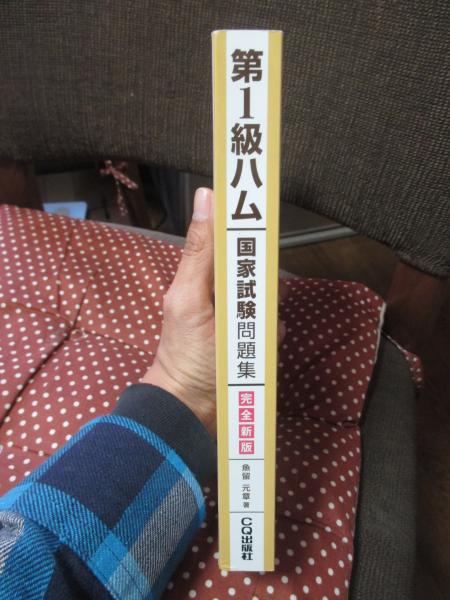 第1級ハム
国家試験問題集
完全新版
魚留 元章 著
CQ出版社